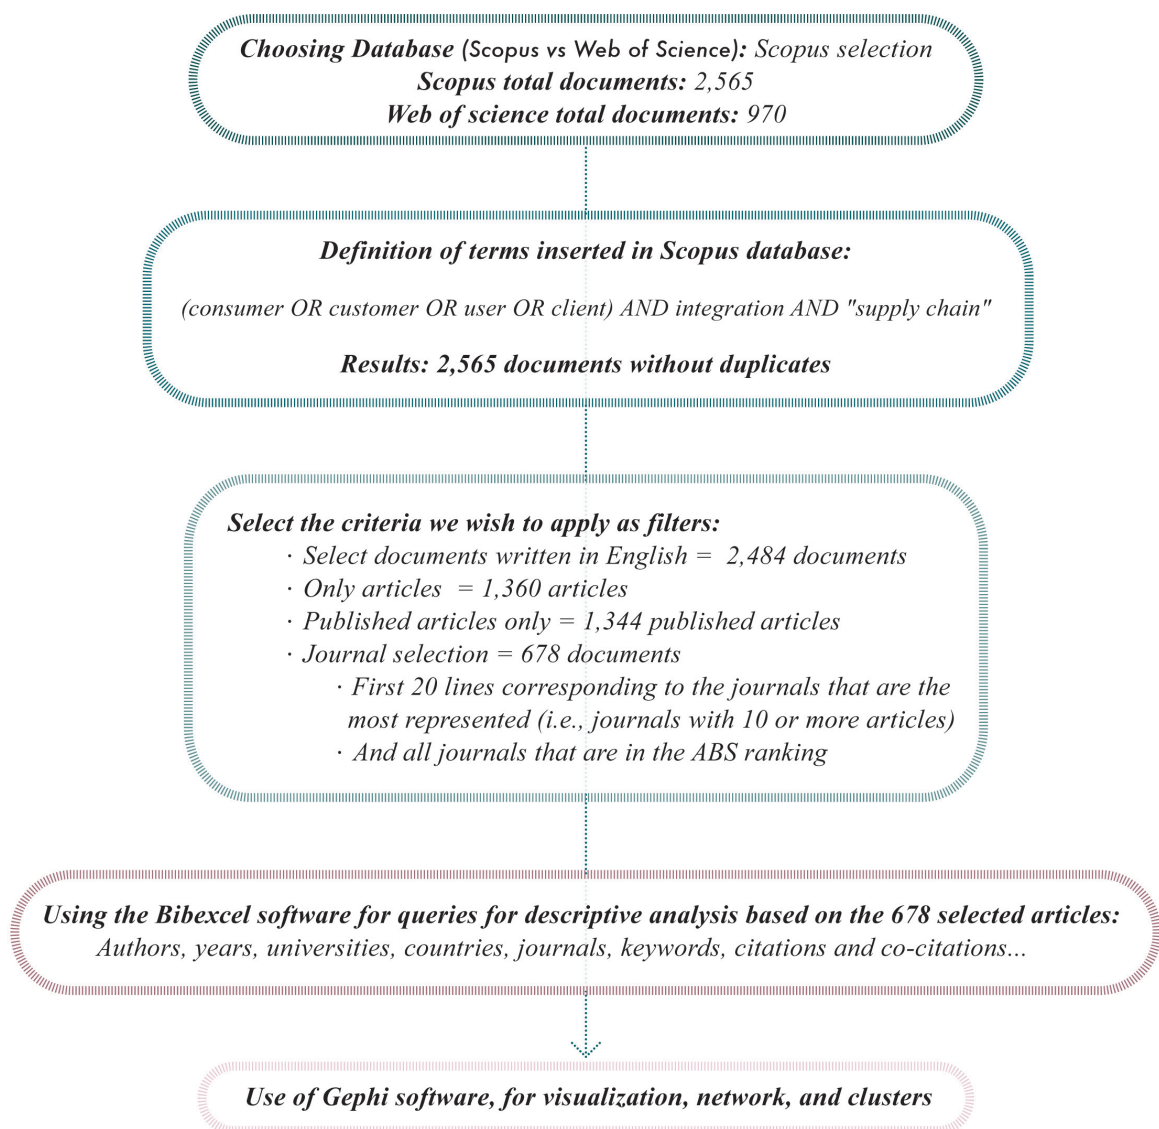 Choosing Database (Scopus vs Web of Science): Scopus selection
Scopus total documents: 2,565
Web of science total documents: 970
Definition of terms inserted in Scopus database:
(consumer OR customer OR user OR client) AND integration AND "supply chain"
Results: 2,565 documents without duplicates
Select the criteria we wish to apply as filters:
· Select documents written in English = 2,484 documents
· Only articles = 1,360 articles
· Published articles only = 1,344 published articles
· Journal selection = 678 documents
· First 20 lines corresponding to the journals that are the
most represented (i.e., journals with 10 or more articles)
· And all journals that are in the ABS ranking
Using the Bibexcel software for queries for descriptive analysis based on the 678 selected articles:
Authors, years, universities, countries, journals, keywords, citations and co-citations...
Use of Gephi software, for visualization, network, and clusters